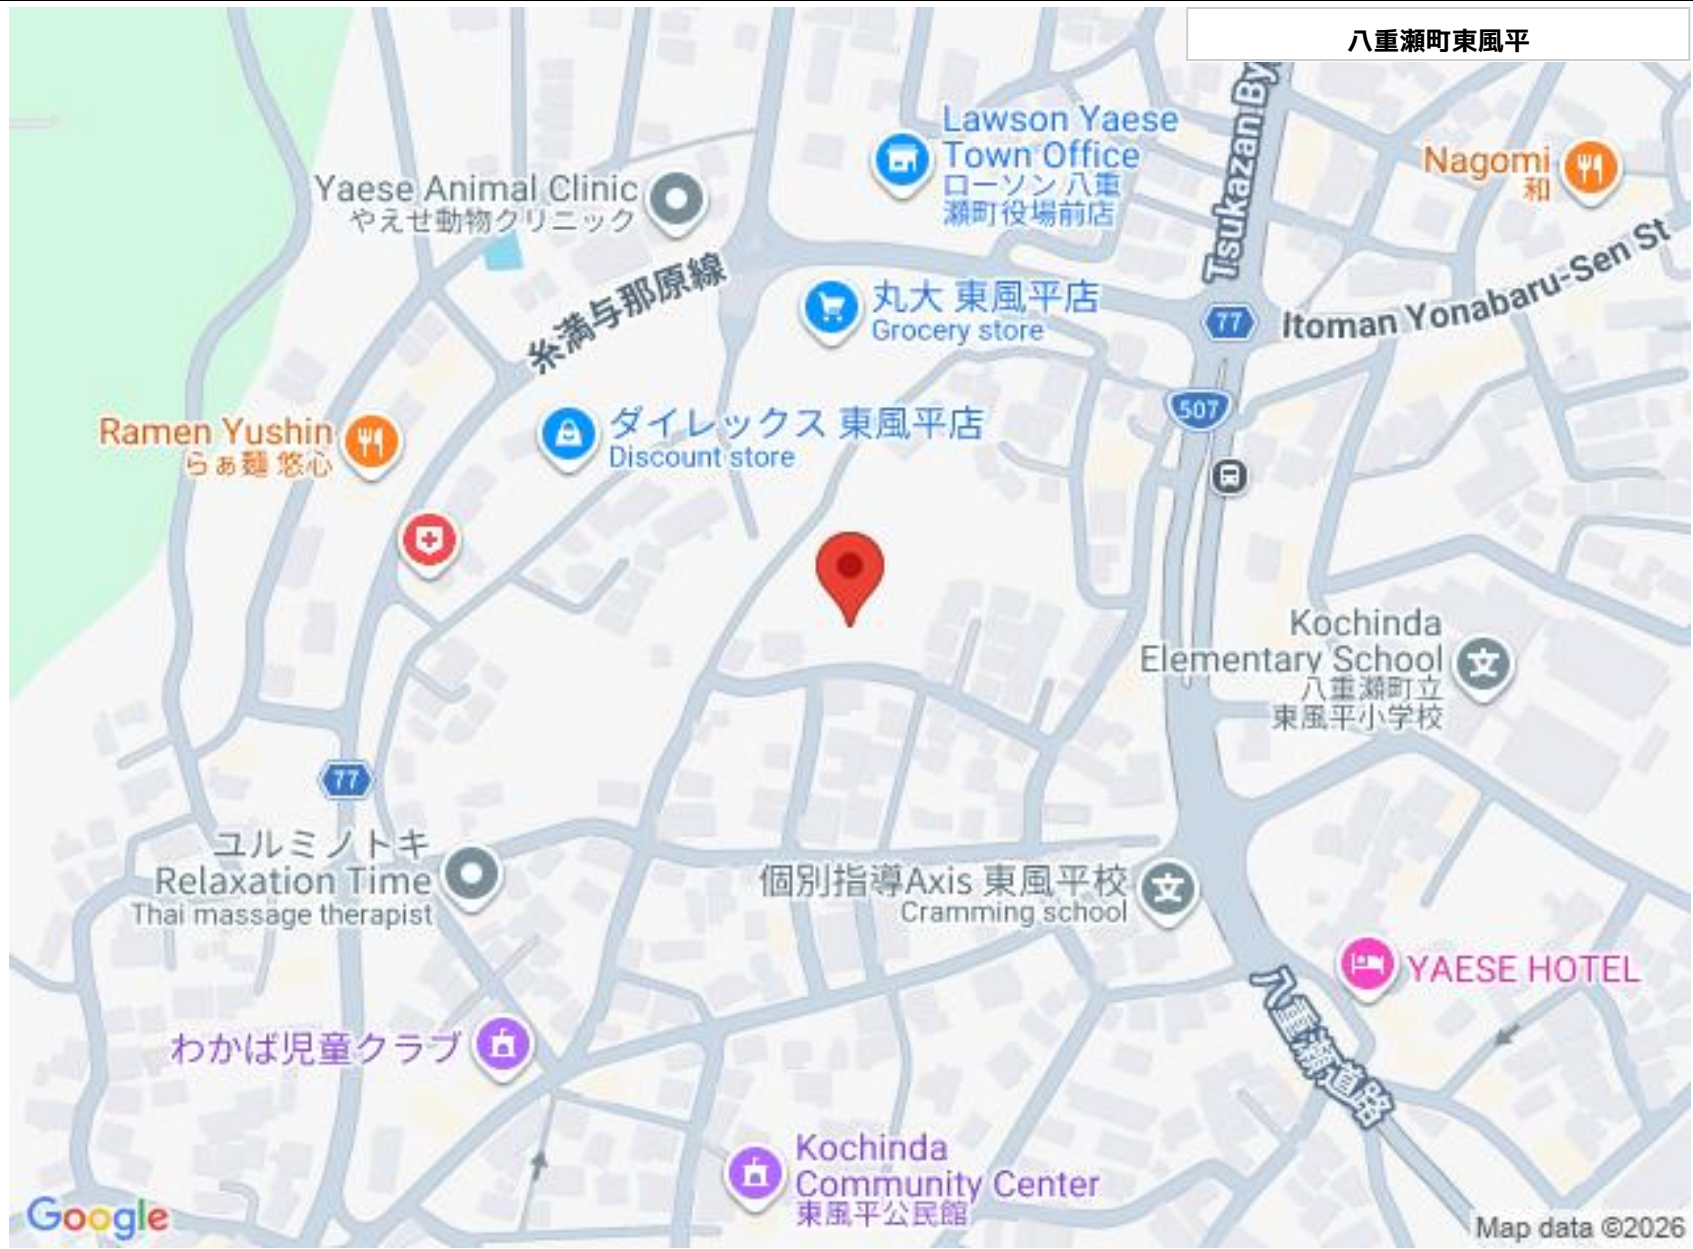 八重瀬町東風平
Tsukazan By
Lawson Yaese
Town Office
ローソン 八重
瀬町役場前店
Nagomi
和
Yaese Animal Clinic
やえせ動物クリニック
糸満与那原線
丸大 東風平店
Grocery store
77
Itoman Yonabaru-Sen St
507
Ramen Yushin
らぁ麺 悠心
ダイレックス 東風平店
Discount store
Kochinda
Elementary School
八重瀬町立
東風平小学校
文
77
ユルミノトキ
Relaxation Time
Thai massage therapist
個別指導Axis 東風平校
Cramming school
文
YAESE HOTEL
八重瀬道路
わかば児童クラブ
Kochinda
Community Center
東風平公民館
Google
Map data ©2026